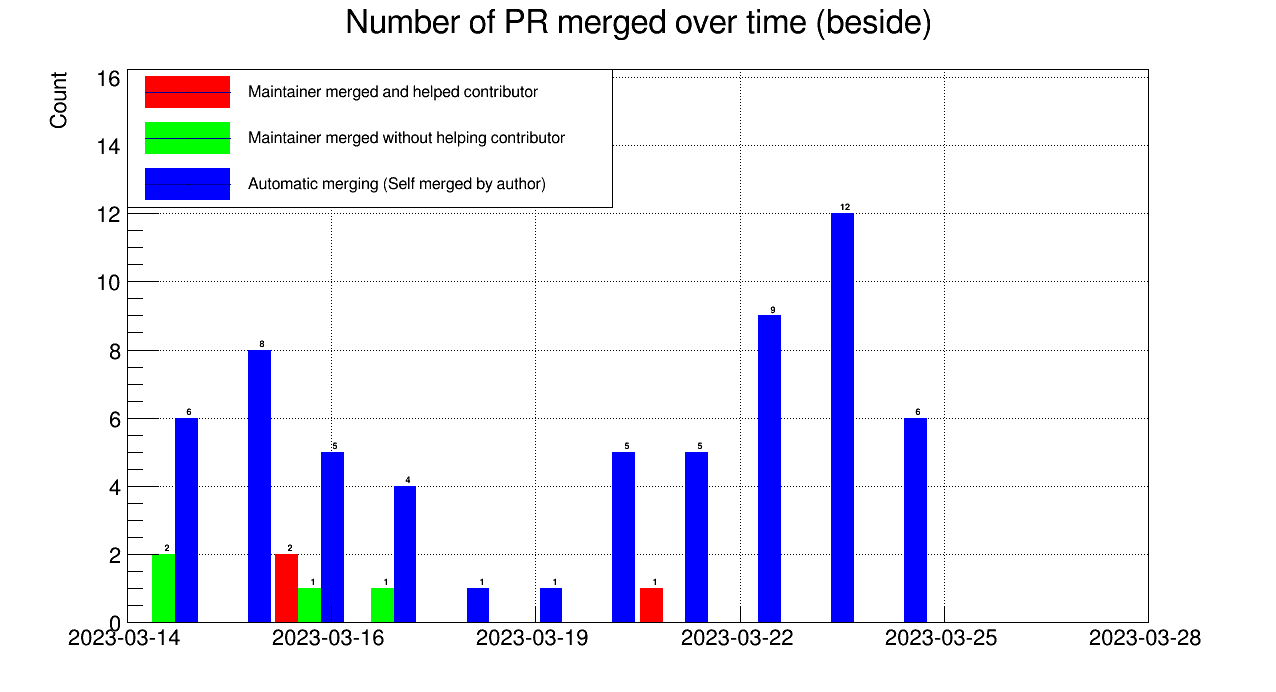 Number of PR merged over time (beside)
Count
16
14
12
10
8
6
4
2
0
Maintainer merged and helped contributor
Maintainer merged without helping contributor
Automatic merging (Self merged by author)
2 6 8 2 1 5 1 4 1 1 5 1 5 9 12 6
2023-03-14 2023-03-16 2023-03-19 2023-03-22 2023-03-25 2023-03-28